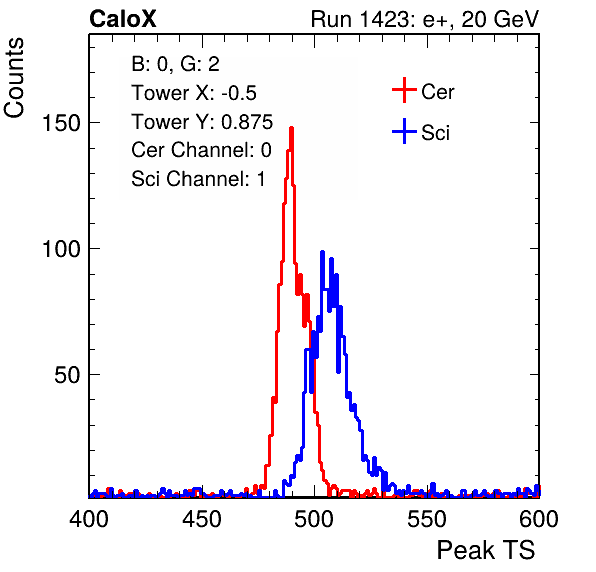 CaloX Run 1423: e+, 20 GeV
Counts
B: 0, G: 2
Tower X: -0.5
Tower Y: 0.875
Cer Channel: 0
Sci Channel: 1
Cer
Sci
150
100
50
400 450 500 550 600
Peak TS